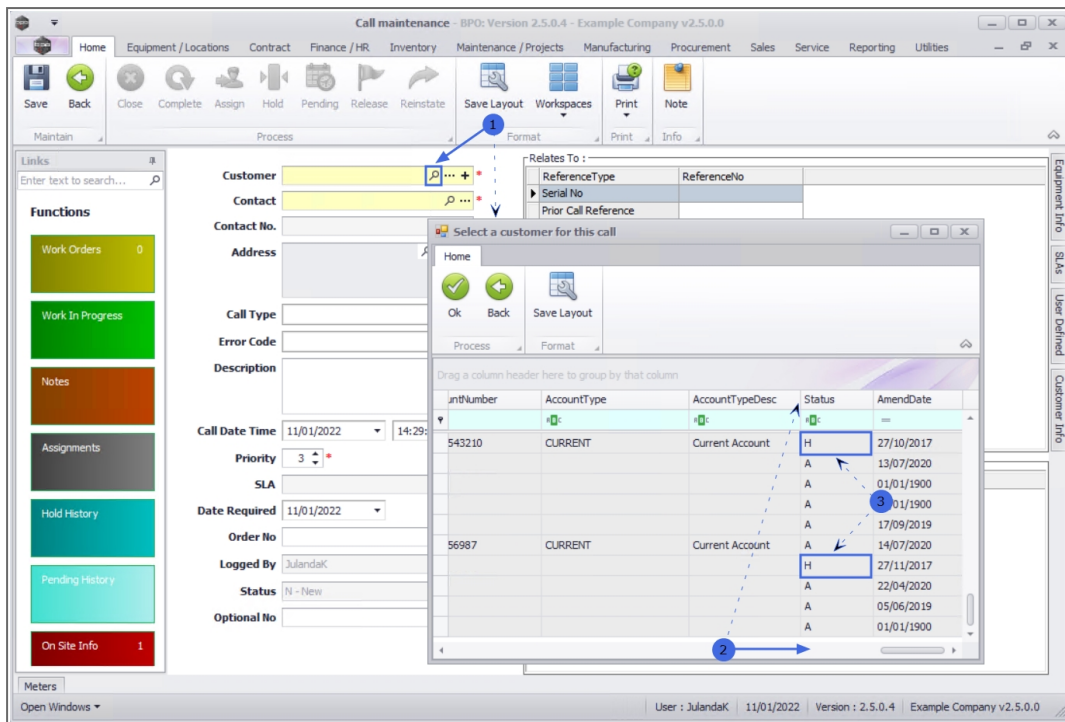 Call maintenance - BPO: Version 2.5.0.4 - Example Company v2.5.0.0
Home Equipment / Locations Contract Finance / HR Inventory Maintenance / Projects Manufacturing Procurement Sales Service Reporting Utilities
Save Back Close Complete Assign Hold Pending Release Reinstate Save Layout Workspaces Print Note
1
Maintain Process Format Print Info
Links
Enter text to search...
Functions
Work Orders 0
Work In Progress
Notes
Assignments
Hold History
Pending History
On Site Info 1
Customer *
Contact *
Contact No.
Address
Call Type
Error Code
Description
Call Date Time 11/01/2022 14:29:
Priority 3 *
SLA
Date Required 11/01/2022
Order No
Logged By JulandaK
Status N - New
Optional No
Relates To :
ReferenceType ReferenceNo
Serial No
Prior Call Reference
Equipment Info
SLAs
User Defined
Customer Info
Select a customer for this call
Home
Ok Back Save Layout
Process Format
Drag a column header here to group by that column
untNumber AccountType AccountTypeDesc Status AmendDate
543210 CURRENT Current Account H 27/10/2017
A 13/07/2020
A 01/01/1900
A 01/1900
3
A 17/09/2019
56987 CURRENT Current Account A 14/07/2020
H 27/11/2017
A 22/04/2020
A 05/06/2019
A 01/01/1900
2
Meters
Open Windows User : JulandaK 11/01/2022 Version : 2.5.0.4 Example Company v2.5.0.0